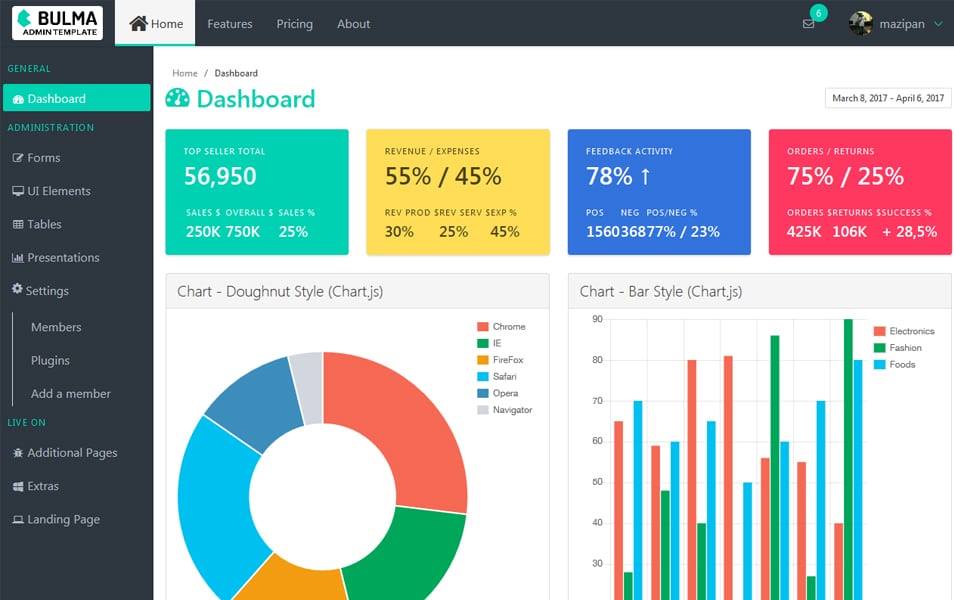 BULMA
ADMIN TEMPLATE
Home
Features
Pricing
About
6
mazipan
GENERAL
Dashboard
ADMINISTRATION
Forms
UI Elements
Tables
Presentations
Settings
Members
Plugins
Add a member
LIVE ON
Additional Pages
Extras
Landing Page
Home / Dashboard
Dashboard
March 8, 2017 - April 6, 2017
TOP SELLER TOTAL
56,950
SALES $ OVERALL $ SALES %
250K 750K 25%
REVENUE / EXPENSES
55% / 45%
REV PROD $ REV SERV $ EXP %
30% 25% 45%
FEEDBACK ACTIVITY
78% ↑
POS NEG POS/NEG %
1560 368 77% / 23%
ORDERS / RETURNS
75% / 25%
ORDERS $ RETURNS $ SUCCESS %
425K 106K + 28,5%
Chart - Doughnut Style (Chart.js)
Chrome
IE
FireFox
Safari
Opera
Navigator
Chart - Bar Style (Chart.js)
90
80
70
60
50
40
30
Electronics
Fashion
Foods